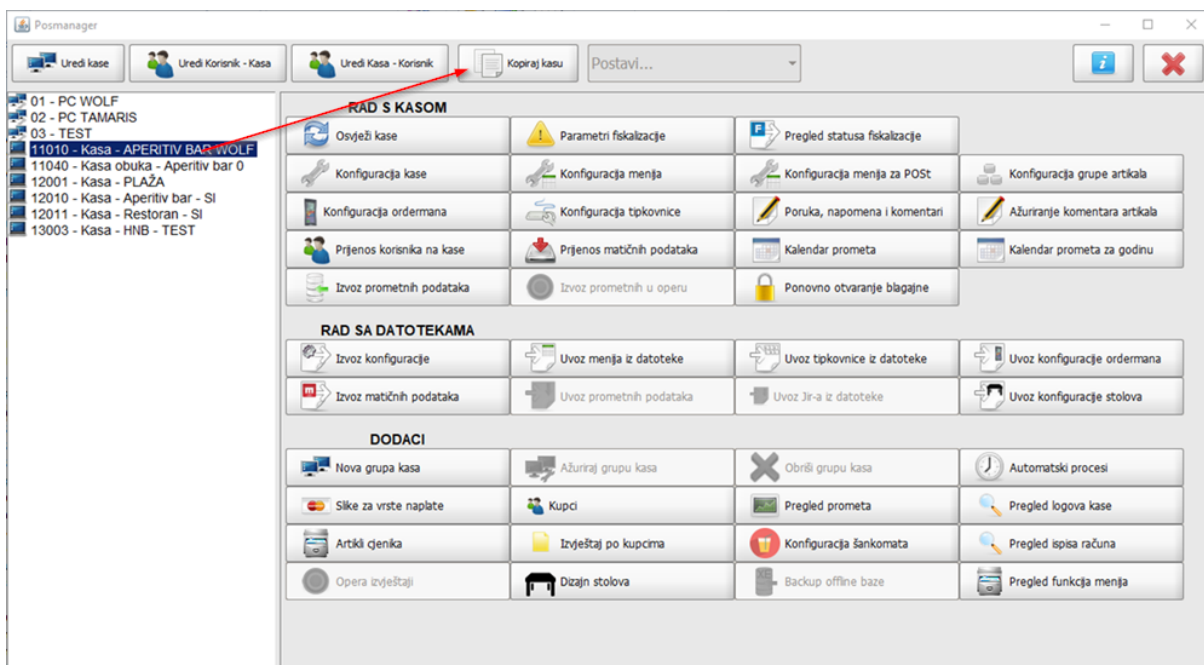 Posmanager
Uredi kase
Uredi Korisnik - Kasa
Uredi Kasa - Korisnik
Kopiraj kasu
Postavi...
01 - PC WOLF
02 - PC TAMARIS
03 - TEST
11010 - Kasa - APERITIV BAR WOLF
11040 - Kasa obuka - Aperitiv bar 0
12001 - Kasa - PLAŽA
12010 - Kasa - Aperitiv bar - SI
12011 - Kasa - Restoran - SI
13003 - Kasa - HNB - TEST
RAD S KASOM
Osvježi kase
Parametri fiskalizacije
Pregled statusa fiskalizacije
Konfiguracija kase
Konfiguracija menija
Konfiguracija menija za POSt
Konfiguracija grupe artikala
Konfiguracija ordermana
Konfiguracija tipkovnice
Poruka, napomena i komentari
Ažuriranje komentara artikala
Prijenos korisnika na kase
Prijenos matičnih podataka
Kalendar prometa
Kalendar prometa za godinu
Izvoz prometnih podataka
Izvoz prometnih u operu
Ponovno otvaranje blagajne
RAD SA DATOTEKAMA
Izvoz konfiguracije
Uvoz menija iz datoteke
Uvoz tipkovnice iz datoteke
Uvoz konfiguracije ordermana
Izvoz matičnih podataka
Uvoz prometnih podataka
Uvoz Jir-a iz datoteke
Uvoz konfiguracije stolova
DODACI
Nova grupa kasa
Ažuriraj grupu kasa
Obriši grupu kasa
Automatski procesi
Slike za vrste naplate
Kupci
Pregled prometa
Pregled logova kase
Artikli cjenika
Izvještaj po kupcima
Konfiguracija šankomata
Pregled ispisa računa
Opera izvještaji
Dizajn stolova
Backup offline baze
Pregled funkcija menija